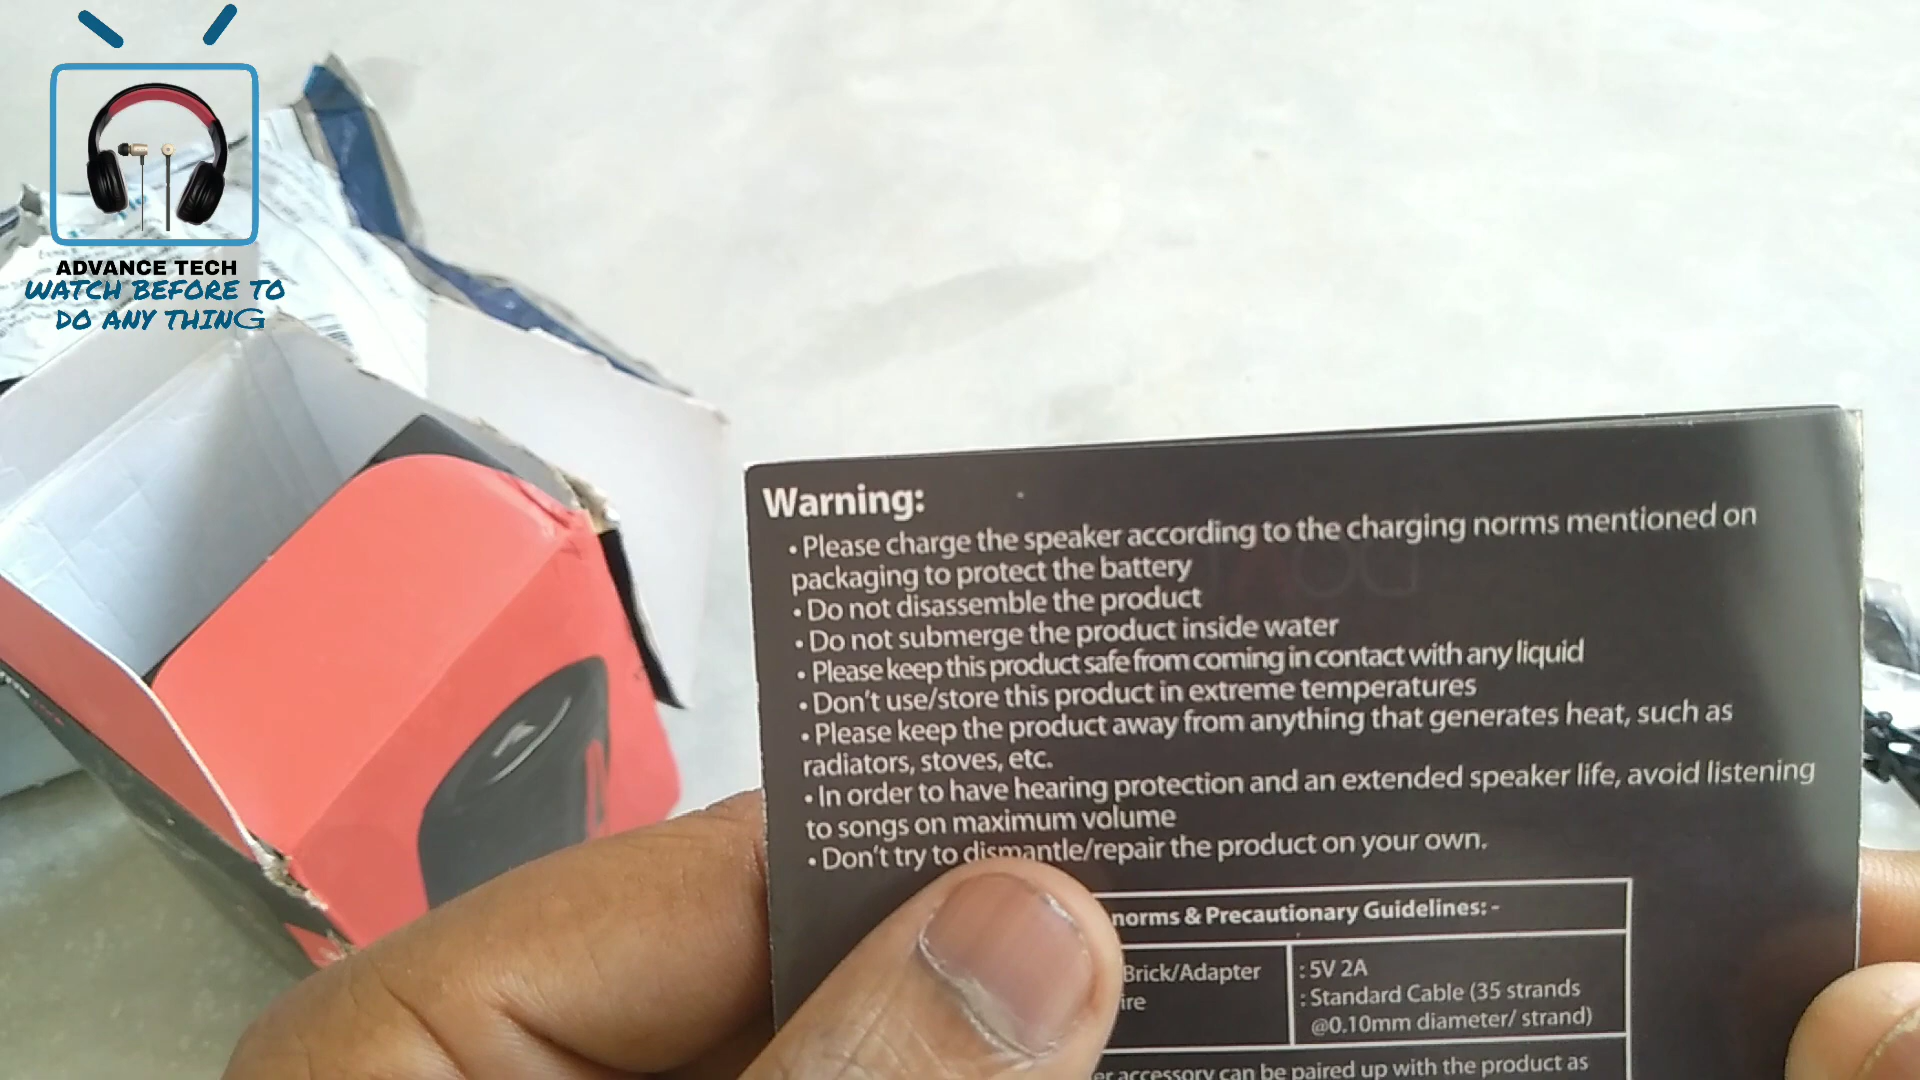 ADVANCE TECH
WATCH BEFORE TO
DO ANY THING
Warning:
• Please charge the speaker according to the charging norms mentioned on
packaging to protect the battery
• Do not disassemble the product
• Do not submerge the product inside water
• Please keep this product safe from coming in contact with any liquid
• Don't use/store this product in extreme temperatures
• Please keep the product away from anything that generates heat, such as
radiators, stoves, etc.
• In order to have hearing protection and an extended speaker life, avoid listening
to songs on maximum volume
• Don't try to dismantle/repair the product on your own.
norms & Precautionary Guidelines: -
Brick/Adapter : 5V 2A
: Standard Cable (35 strands
@0.10mm diameter/ strand)
accessory can be paired up with the product as